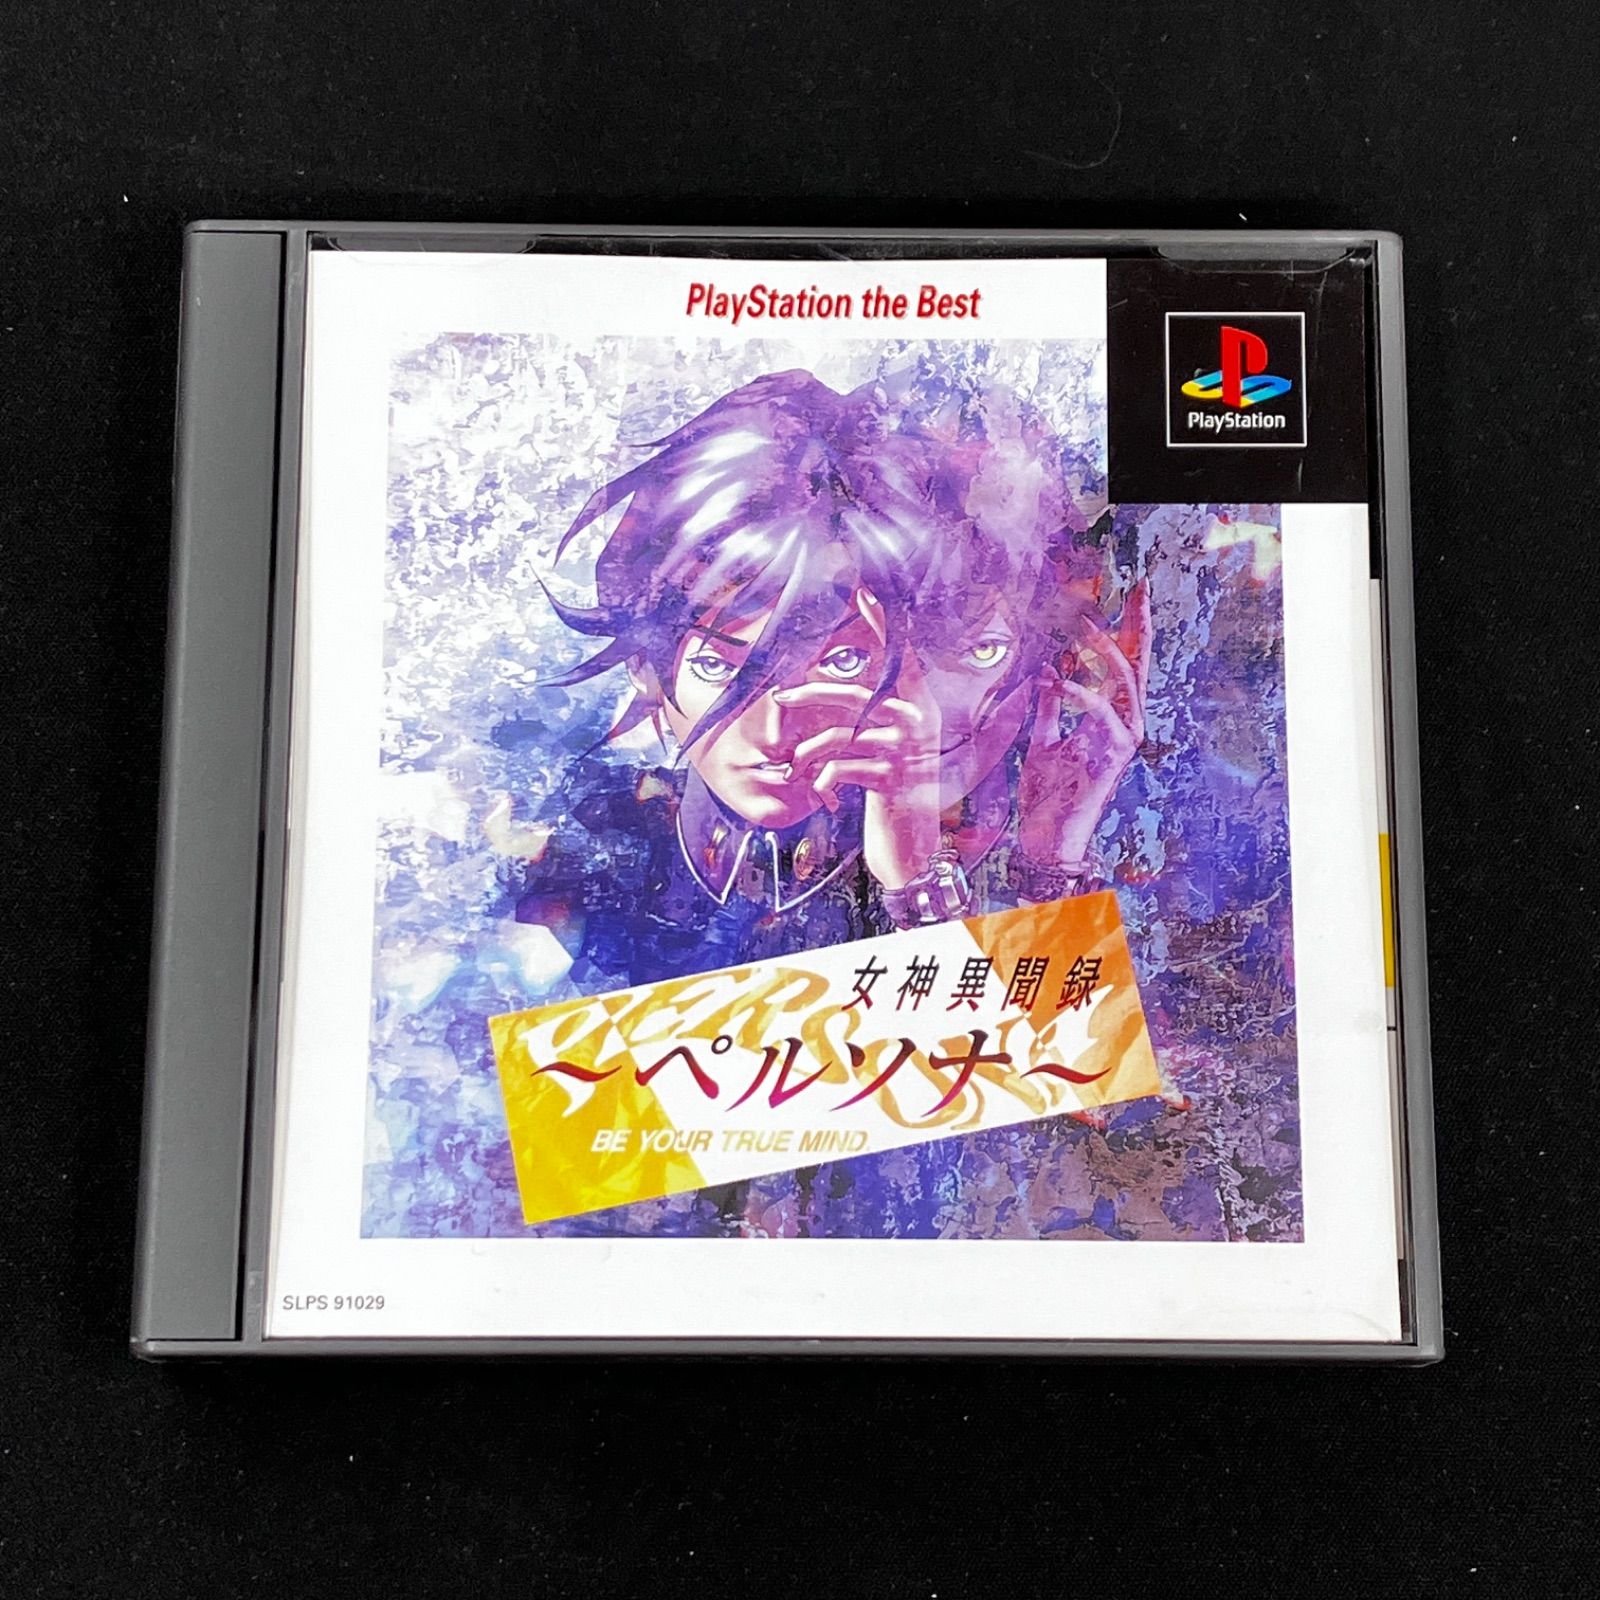 PlayStation the Best
PlayStation
女神異聞録
～ペルソナ～
BE YOUR TRUE MIND.
SLPS 91029